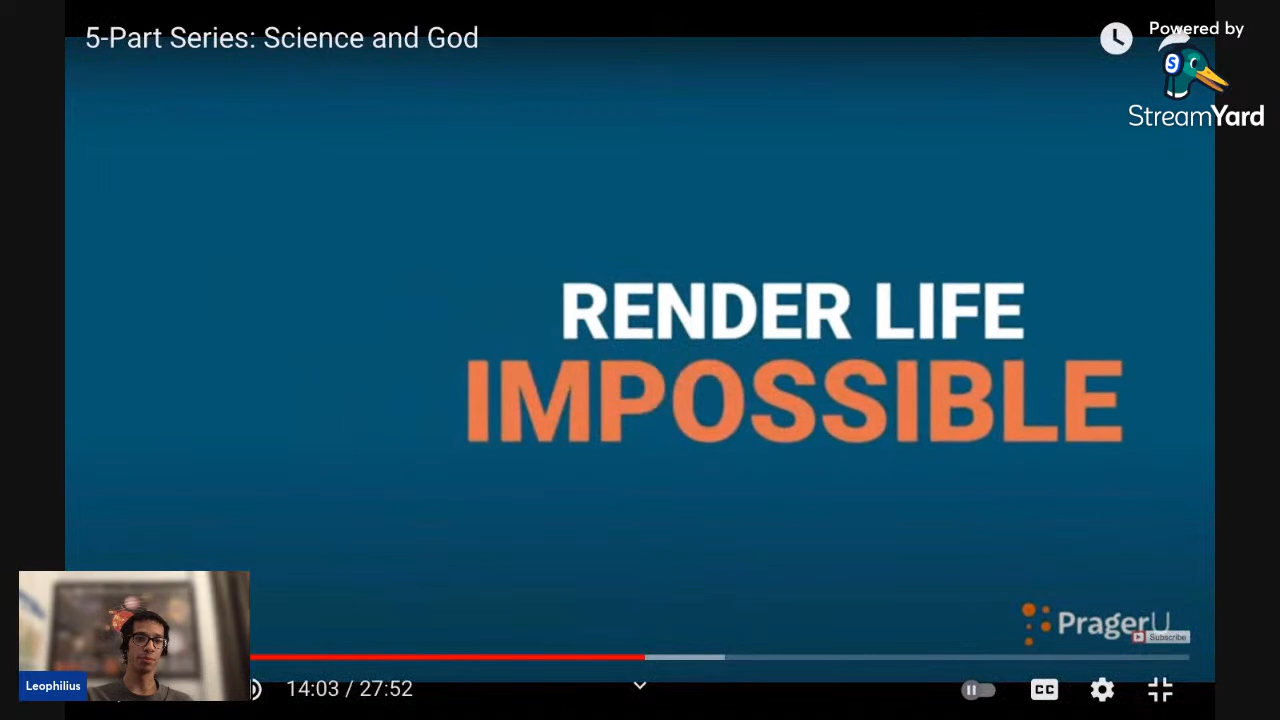 5-Part Series: Science and God
Powered by
S
StreamYard
RENDER LIFE
IMPOSSIBLE
PragerU
Subscribe
Leophilius
14:03 / 27:52
CC